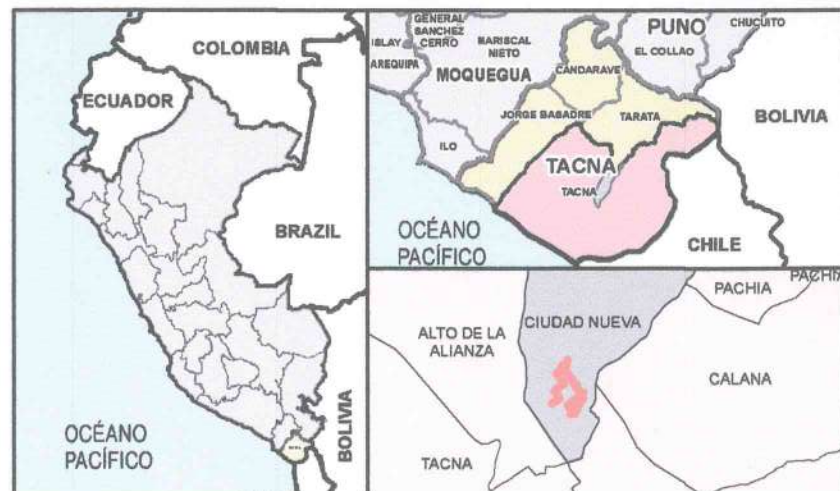 COLOMBIA
ECUADOR
BRAZIL
OCÉANO
PACÍFICO
BOLIVIA
GENERAL
SANCHEZ
CERRO
ISLAY
AREQUIPA
MARISCAL
NIETO
MOQUEGUA
ILO
PUNO
CHUCUITO
EL COLLAO
CANDARAVE
JORGE BASADRE
TARATA
BOLIVIA
TACNA
TACNA
OCÉANO
PACÍFICO
CHILE
PACHIA
PACHIA
CIUDAD NUEVA
ALTO DE LA
ALIANZA
CALANA
TACNA